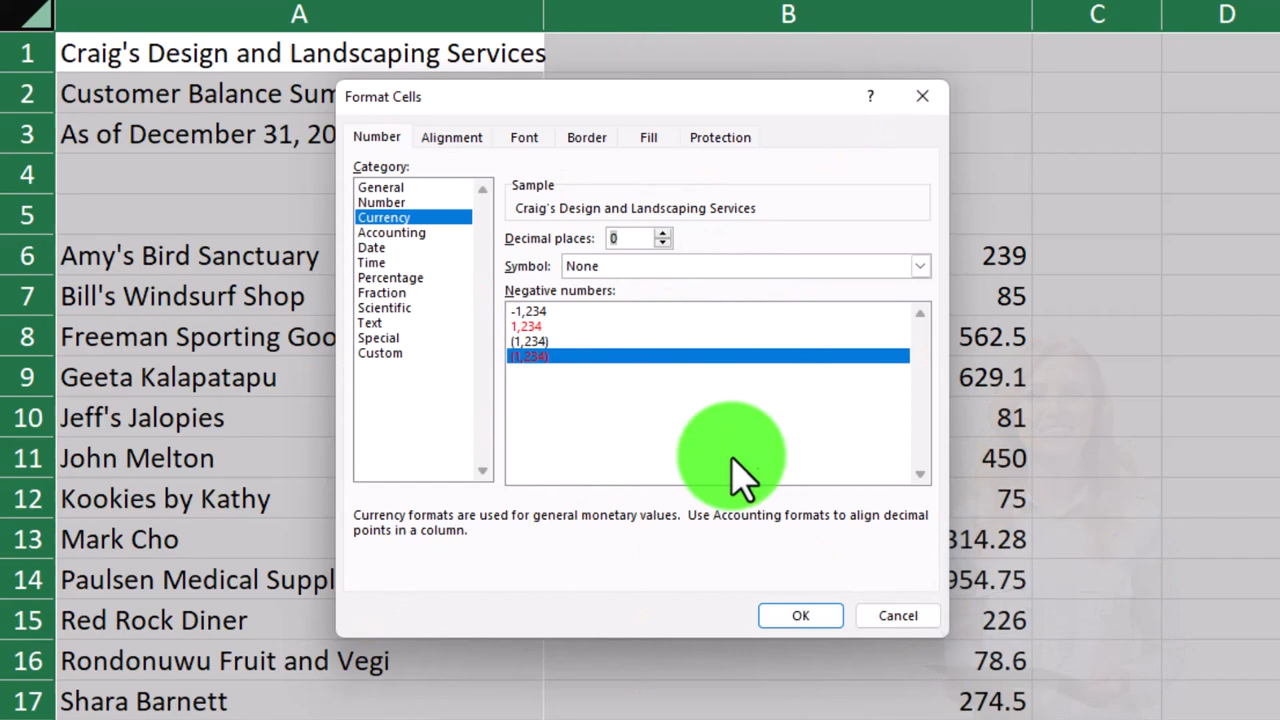 A B C D
1 Craig's Design and Landscaping Services
2 Customer Balance Sum
3 As of December 31, 20
4
5
6 Amy's Bird Sanctuary 239
7 Bill's Windsurf Shop 85
8 Freeman Sporting Goo 562.5
9 Geeta Kalapatapu 629.1
10 Jeff's Jalopies 81
11 John Melton 450
12 Kookies by Kathy 75
13 Mark Cho 314.28
14 Paulsen Medical Suppl 954.75
15 Red Rock Diner 226
16 Rondonuwu Fruit and Vegi 78.6
17 Shara Barnett 274.5
Format Cells ?
Number Alignment Font Border Fill Protection
Category:
General
Number
Currency
Accounting
Date
Time
Percentage
Fraction
Scientific
Text
Special
Custom
Sample
Craig's Design and Landscaping Services
Decimal places: 0
Symbol: None
Negative numbers:
-1,234
1,234
(1,234)
(1,234)
Currency formats are used for general monetary values. Use Accounting formats to align decimal
points in a column.
OK Cancel